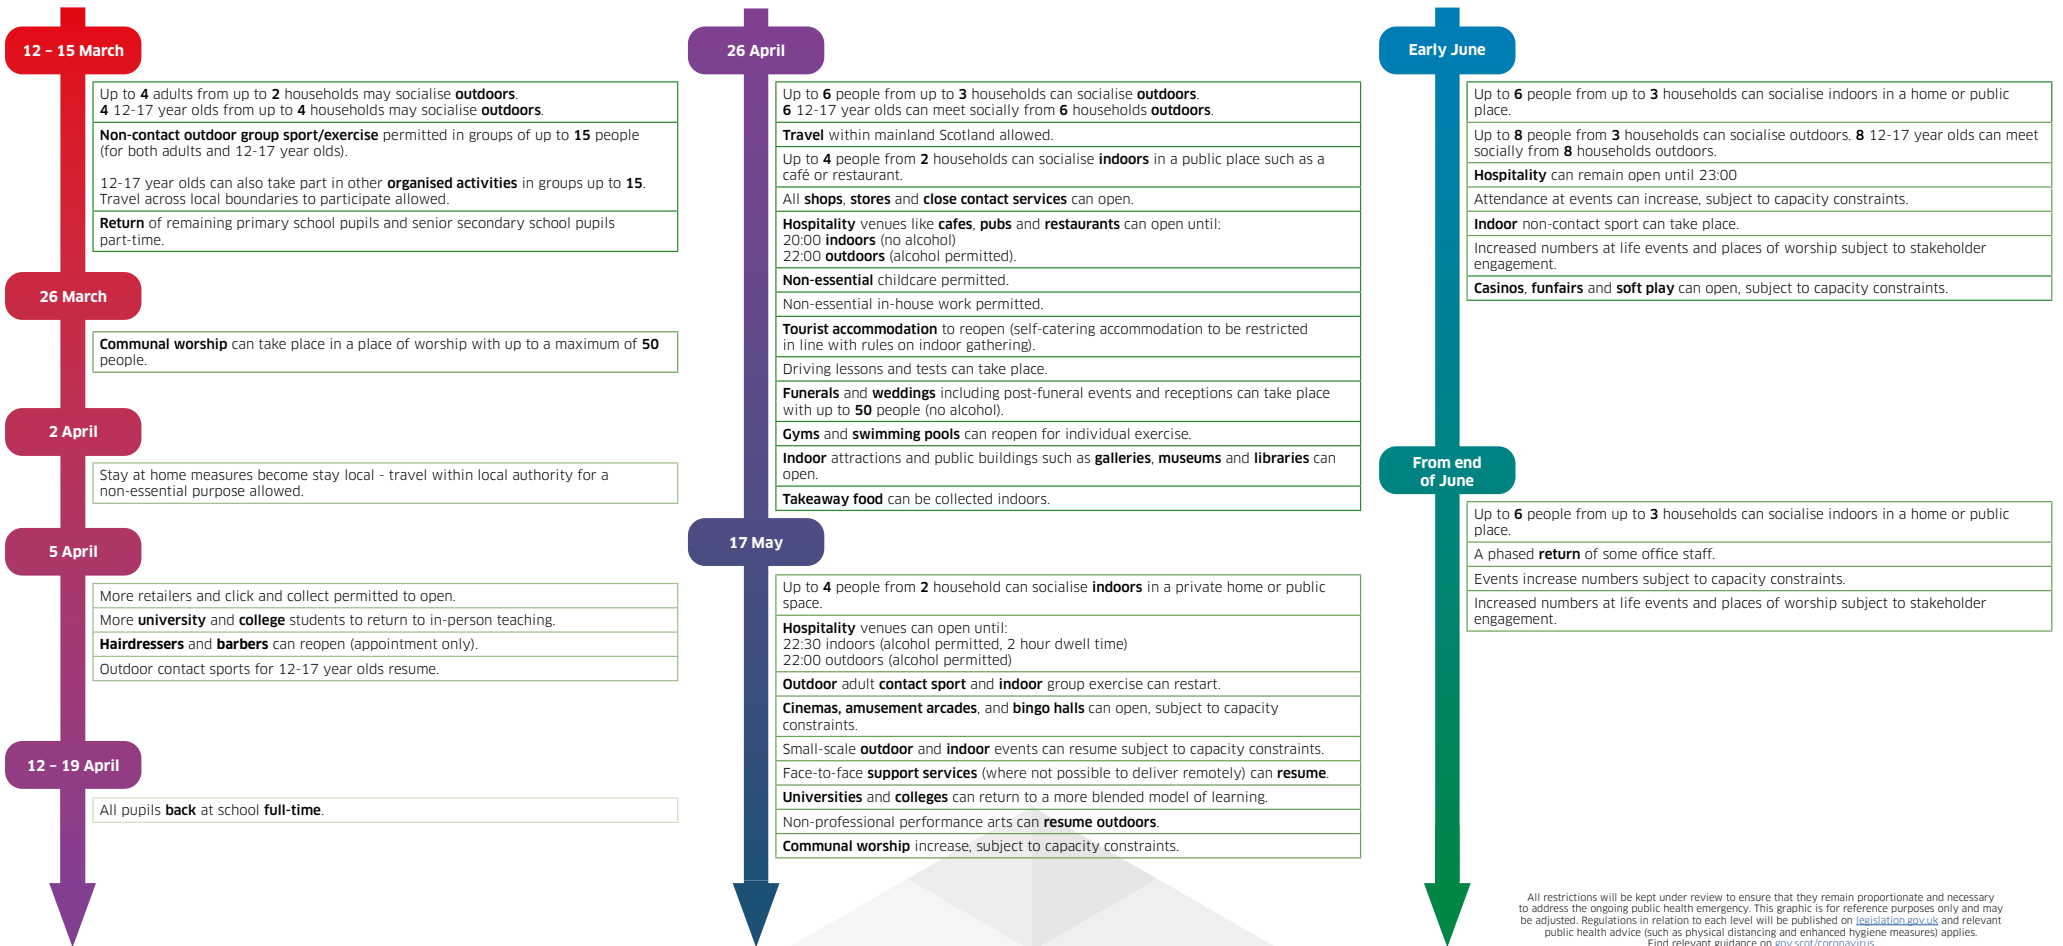 12 – 15 March
Up to 4 adults from up to 2 households may socialise outdoors.
4 12-17 year olds from up to 4 households may socialise outdoors.
Non-contact outdoor group sport/exercise permitted in groups of up to 15 people
(for both adults and 12-17 year olds).
12-17 year olds can also take part in other organised activities in groups up to 15.
Travel across local boundaries to participate allowed.
Return of remaining primary school pupils and senior secondary school pupils
part-time.
26 March
Communal worship can take place in a place of worship with up to a maximum of 50
people.
2 April
Stay at home measures become stay local - travel within local authority for a
non-essential purpose allowed.
5 April
More retailers and click and collect permitted to open.
More university and college students to return to in-person teaching.
Hairdressers and barbers can reopen (appointment only).
Outdoor contact sports for 12-17 year olds resume.
12 – 19 April
All pupils back at school full-time.
26 April
Up to 6 people from up to 3 households can socialise outdoors.
6 12-17 year olds can meet socially from 6 households outdoors.
Travel within mainland Scotland allowed.
Up to 4 people from 2 households can socialise indoors in a public place such as a
café or restaurant.
All shops, stores and close contact services can open.
Hospitality venues like cafes, pubs and restaurants can open until:
20:00 indoors (no alcohol)
22:00 outdoors (alcohol permitted).
Non-essential childcare permitted.
Non-essential in-house work permitted.
Tourist accommodation to reopen (self-catering accommodation to be restricted
in line with rules on indoor gathering).
Driving lessons and tests can take place.
Funerals and weddings including post-funeral events and receptions can take place
with up to 50 people (no alcohol).
Gyms and swimming pools can reopen for individual exercise.
Indoor attractions and public buildings such as galleries, museums and libraries can
open.
Takeaway food can be collected indoors.
17 May
Up to 4 people from 2 household can socialise indoors in a private home or public
space.
Hospitality venues can open until:
22:30 indoors (alcohol permitted, 2 hour dwell time)
22:00 outdoors (alcohol permitted)
Outdoor adult contact sport and indoor group exercise can restart.
Cinemas, amusement arcades, and bingo halls can open, subject to capacity
constraints.
Small-scale outdoor and indoor events can resume subject to capacity constraints.
Face-to-face support services (where not possible to deliver remotely) can resume.
Universities and colleges can return to a more blended model of learning.
Non-professional performance arts can resume outdoors.
Communal worship increase, subject to capacity constraints.
Early June
Up to 6 people from up to 3 households can socialise indoors in a home or public
place.
Up to 8 people from 3 households can socialise outdoors. 8 12-17 year olds can meet
socially from 8 households outdoors.
Hospitality can remain open until 23:00
Attendance at events can increase, subject to capacity constraints.
Indoor non-contact sport can take place.
Increased numbers at life events and places of worship subject to stakeholder
engagement.
Casinos, funfairs and soft play can open, subject to capacity constraints.
From end
of June
Up to 6 people from up to 3 households can socialise indoors in a home or public
place.
A phased return of some office staff.
Events increase numbers subject to capacity constraints.
Increased numbers at life events and places of worship subject to stakeholder
engagement.
All restrictions will be kept under review to ensure that they remain proportionate and necessary
to address the ongoing public health emergency. This graphic is for reference purposes only and may
be adjusted. Regulations in relation to each level will be published on legislation.gov.uk and relevant
public health advice (such as physical distancing and enhanced hygiene measures) applies.
Find relevant guidance on gov.scot/coronavirus